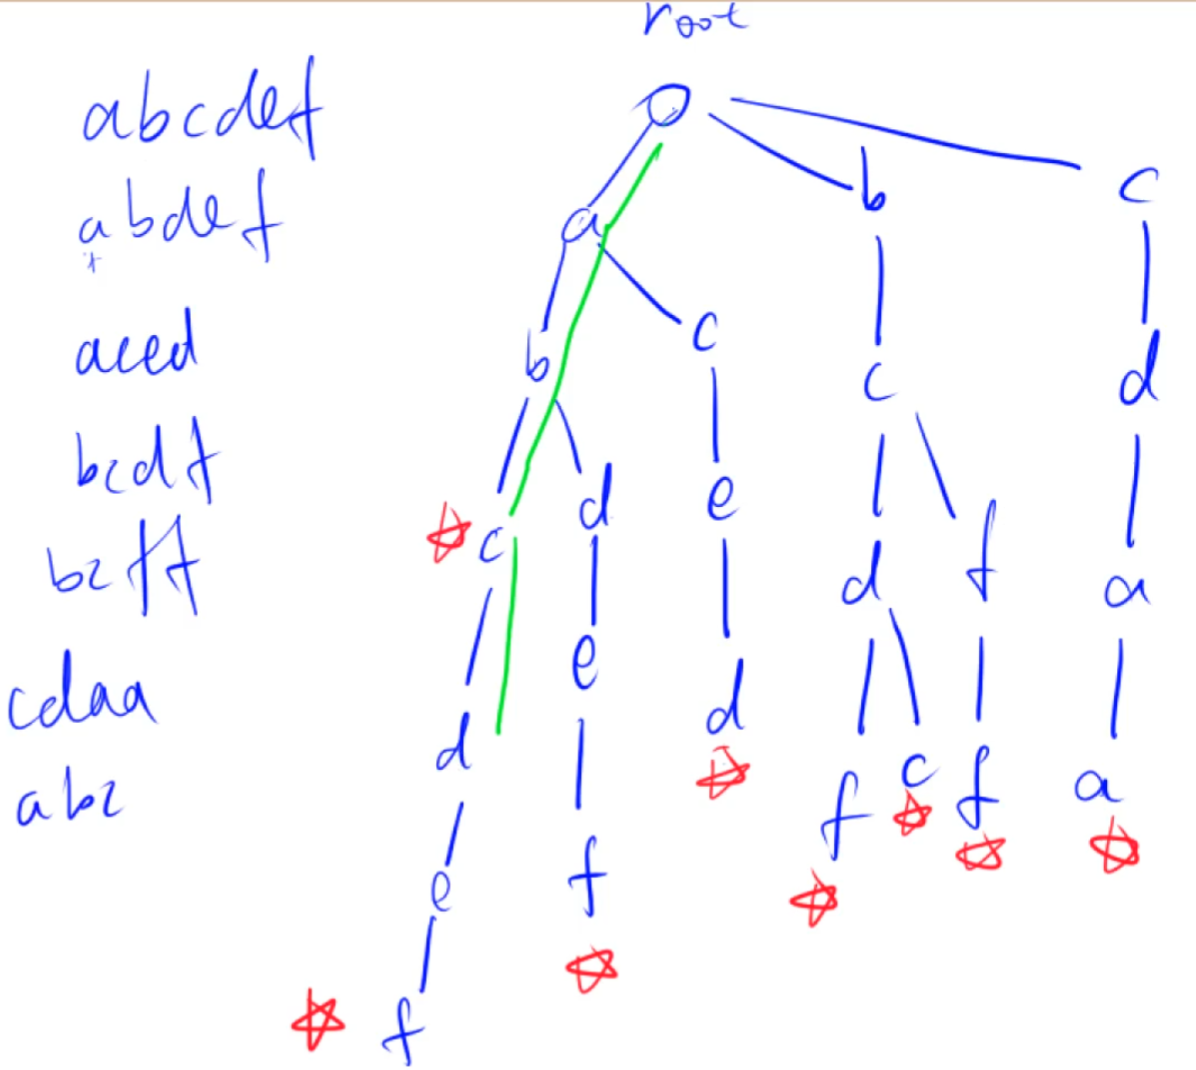 root
abcdef
abdef
aced
bcdf
bcff
cdaa
abc
a b c
b c c d
c d e d f a
d e d f c f a
e f
f